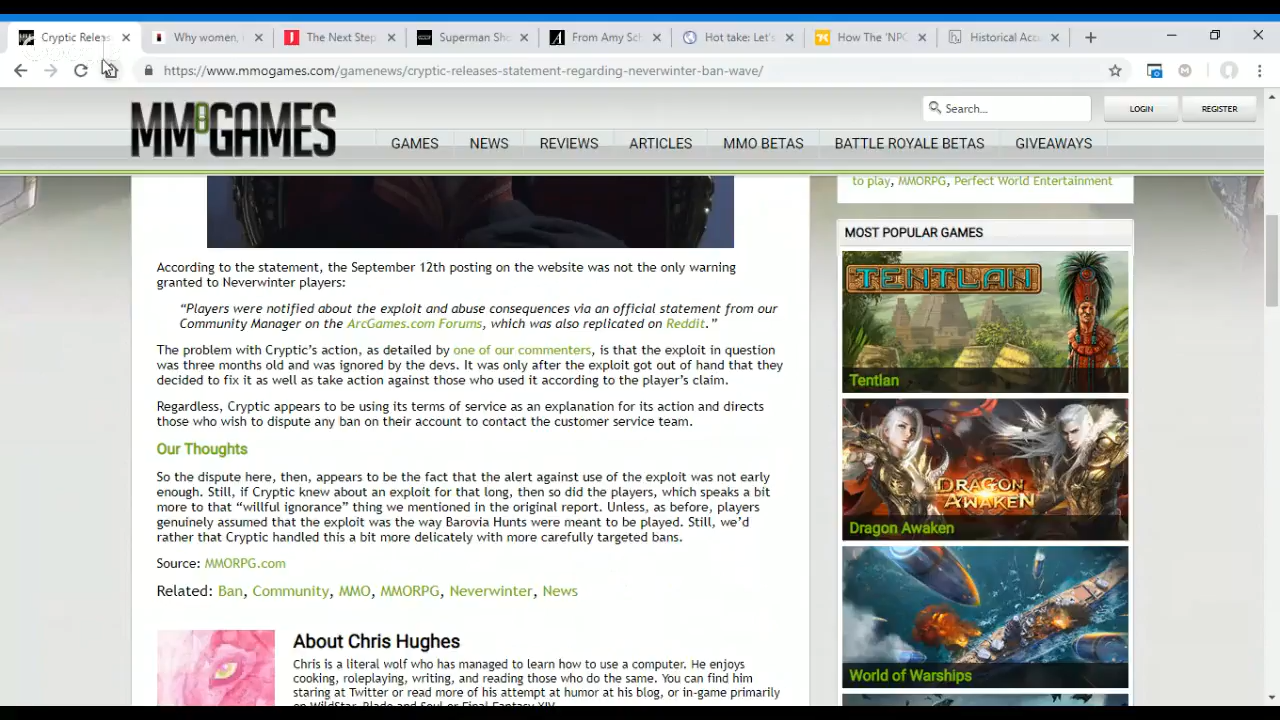 Cryptic Relea
Why women,
The Next Step
Superman Sho
From Amy Sch
Hot take: Let's
How The 'NPC
Historical Acc
https://www.mmogames.com/gamenews/cryptic-releases-statement-regarding-neverwinter-ban-wave/
MMOGAMES
Search...
LOGIN
REGISTER
GAMES NEWS REVIEWS ARTICLES MMO BETAS BATTLE ROYALE BETAS GIVEAWAYS
According to the statement, the September 12th posting on the website was not the only warning
granted to Neverwinter players:
“Players were notified about the exploit and abuse consequences via an official statement from our
Community Manager on the ArcGames.com Forums, which was also replicated on Reddit.”
The problem with Cryptic’s action, as detailed by one of our commenters, is that the exploit in question
was three months old and was ignored by the devs. It was only after the exploit got out of hand that they
decided to fix it as well as take action against those who used it according to the player’s claim.
Regardless, Cryptic appears to be using its terms of service as an explanation for its action and directs
those who wish to dispute any ban on their account to contact the customer service team.
Our Thoughts
So the dispute here, then, appears to be the fact that the alert against use of the exploit was not early
enough. Still, if Cryptic knew about an exploit for that long, then so did the players, which speaks a bit
more to that “willful ignorance” thing we mentioned in the original report. Unless, as before, players
genuinely assumed that the exploit was the way Barovia Hunts were meant to be played. Still, we’d
rather that Cryptic handled this a bit more delicately with more carefully targeted bans.
Source: MMORPG.com
Related: Ban, Community, MMO, MMORPG, Neverwinter, News
About Chris Hughes
Chris is a literal wolf who has managed to learn how to use a computer. He enjoys
cooking, roleplaying, writing, and reading those who do the same. You can find him
staring at Twitter or read more of his attempt at humor at his blog, or in-game primarily
on WildStar, Blade and Soul or Final Fantasy XIV.
to play, MMORPG, Perfect World Entertainment
MOST POPULAR GAMES
TENTLAN
Tentlan
DRAGON
AWAKEN
Dragon Awaken
World of Warships